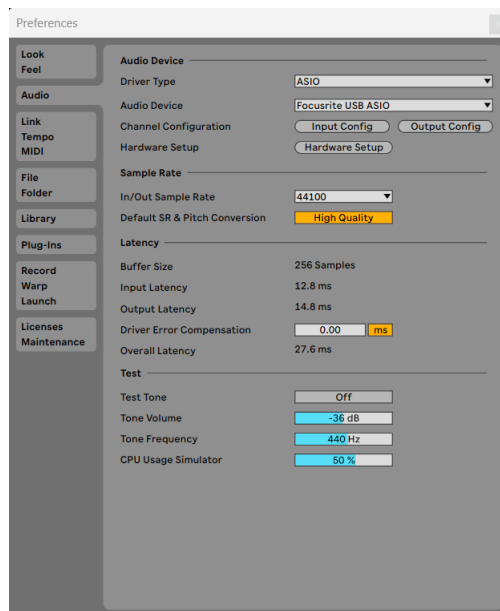 Preferences
Look
Feel
Audio
Link
Tempo
MIDI
File
Folder
Library
Plug-Ins
Record
Warp
Launch
Licenses
Maintenance
Audio Device
Driver Type ASIO
Audio Device Focusrite USB ASIO
Channel Configuration Input Config Output Config
Hardware Setup Hardware Setup
Sample Rate
In/Out Sample Rate 44100
Default SR & Pitch Conversion High Quality
Latency
Buffer Size 256 Samples
Input Latency 12.8 ms
Output Latency 14.8 ms
Driver Error Compensation 0.00 ms
Overall Latency 27.6 ms
Test
Test Tone Off
Tone Volume -36 dB
Tone Frequency 440 Hz
CPU Usage Simulator 50 %